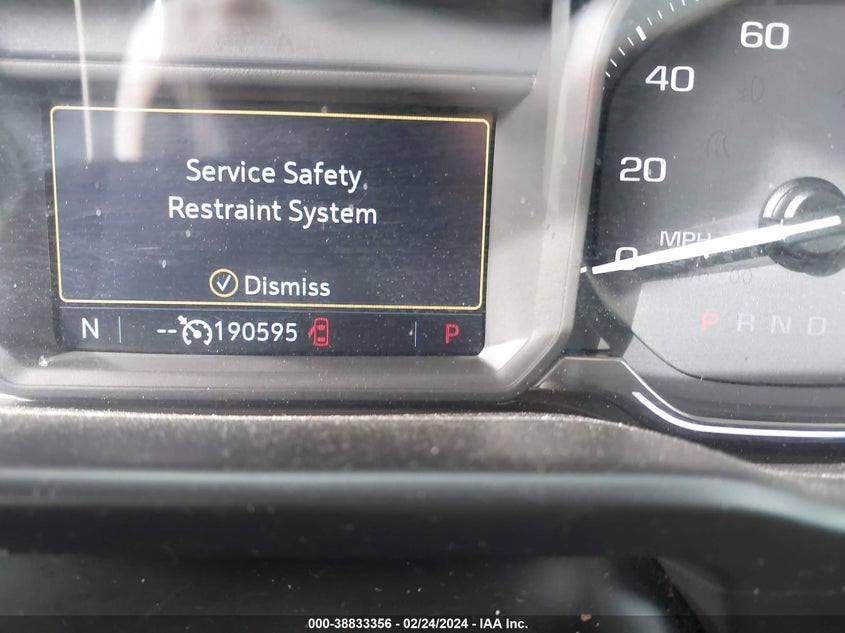 Service Safety
Restraint System
Dismiss
N
--
190595
P
0
20
40
60
MPH
P R N D
000-38833356 - 02/24/2024 - IAA Inc.